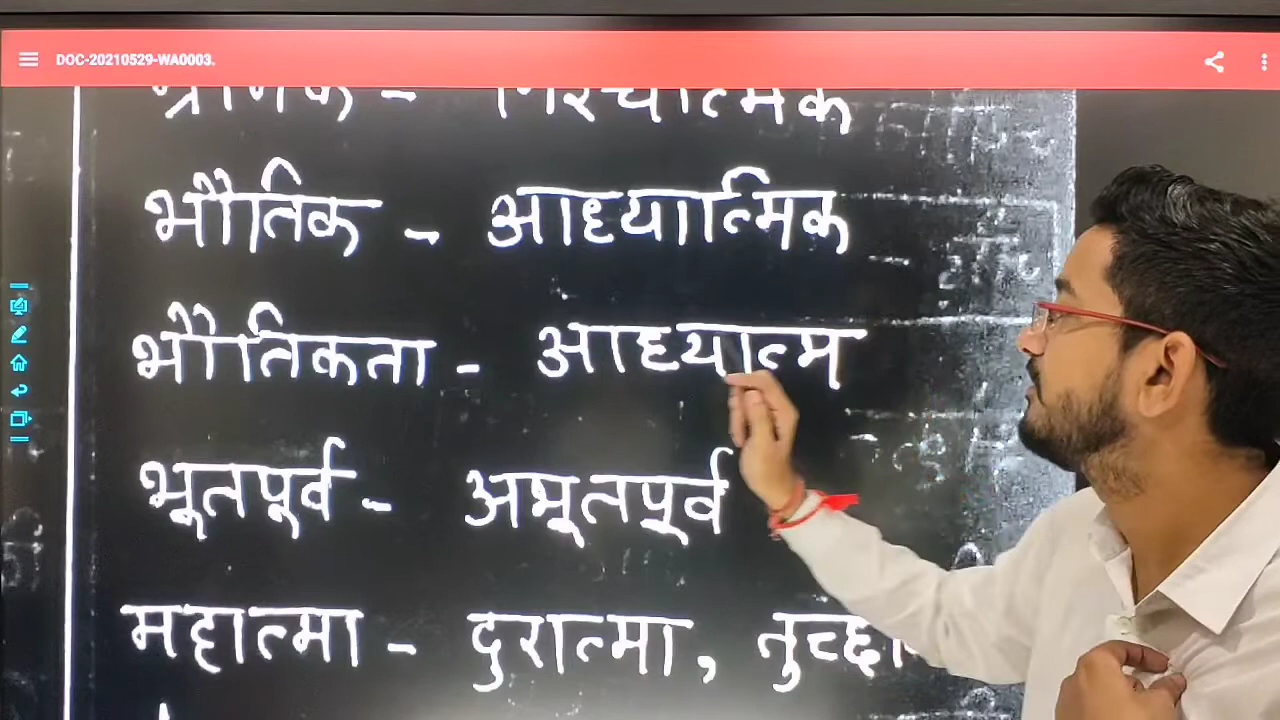 DOC-20210529-WA0003.
भौतिक - आध्यात्मिक
भौतिकता - आध्यात्म
भूतपूर्व - अभूतपूर्व
महात्मा - दुरात्मा,